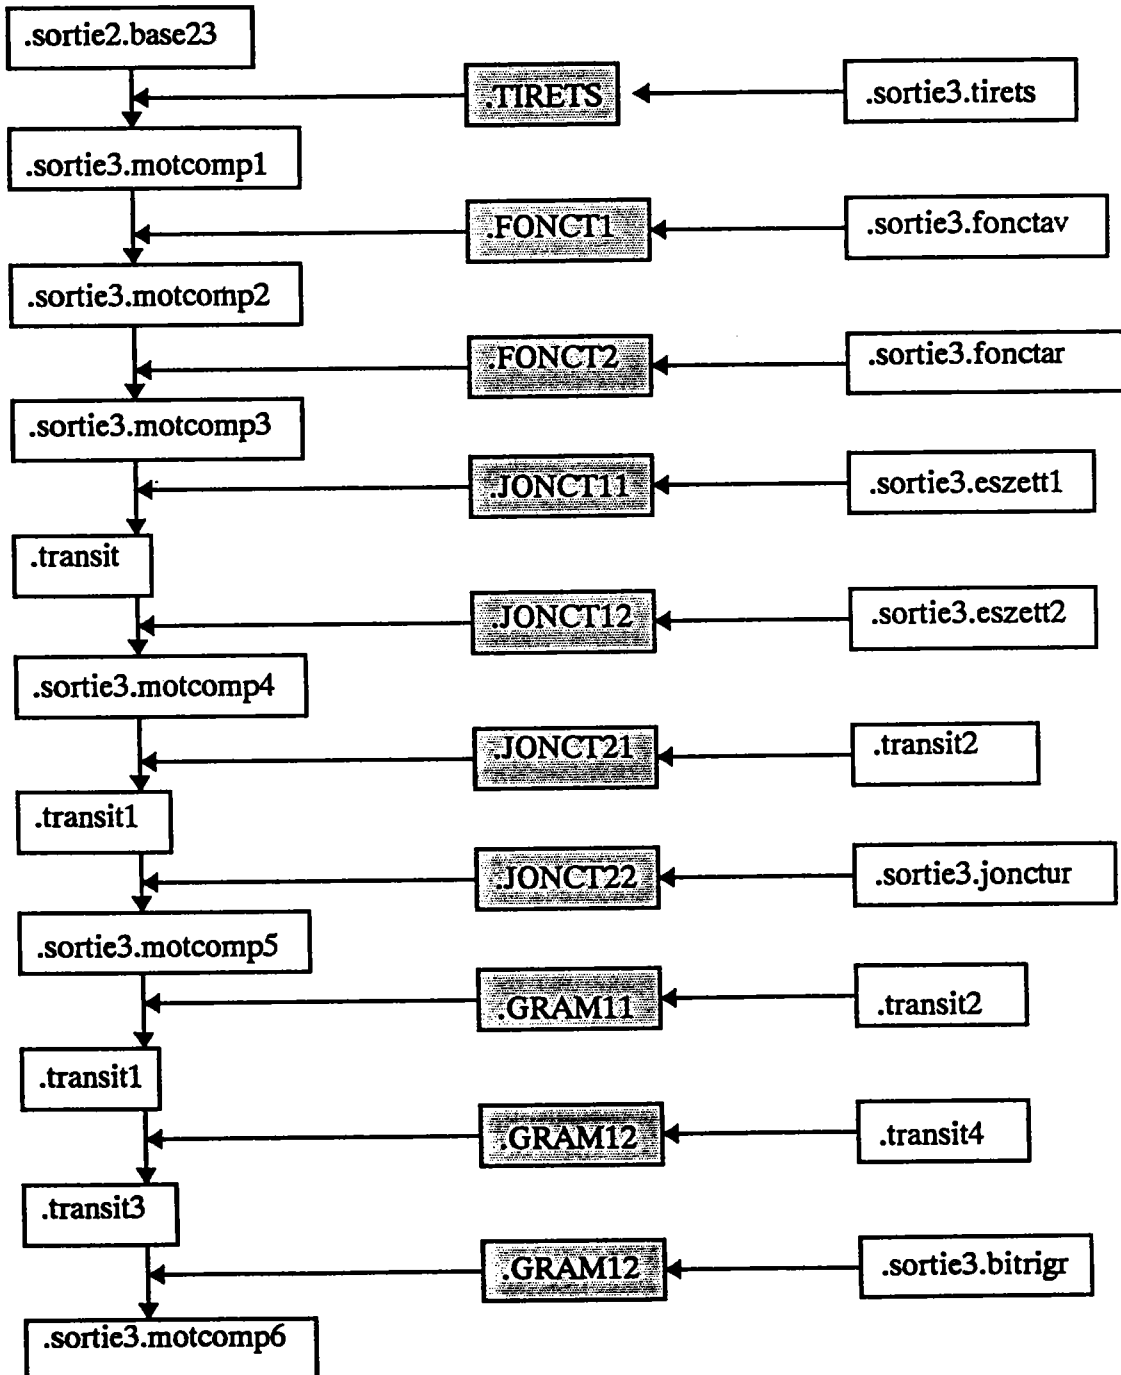 .sortie2.base23
.TIRETS
.sortie3.tirets
.sortie3.motcomp1
.FONCT1
.sortie3.fonctav
.sortie3.motcomp2
.FONCT2
.sortie3.fonctar
.sortie3.motcomp3
.JONCT11
.sortie3.eszett1
.transit
.JONCT12
.sortie3.eszett2
.sortie3.motcomp4
.JONCT21
.transit2
.transit1
.JONCT22
.sortie3.jonctur
.sortie3.motcomp5
.GRAM11
.transit2
.transit1
.GRAM12
.transit4
.transit3
.GRAM12
.sortie3.bitrigr
.sortie3.motcomp6